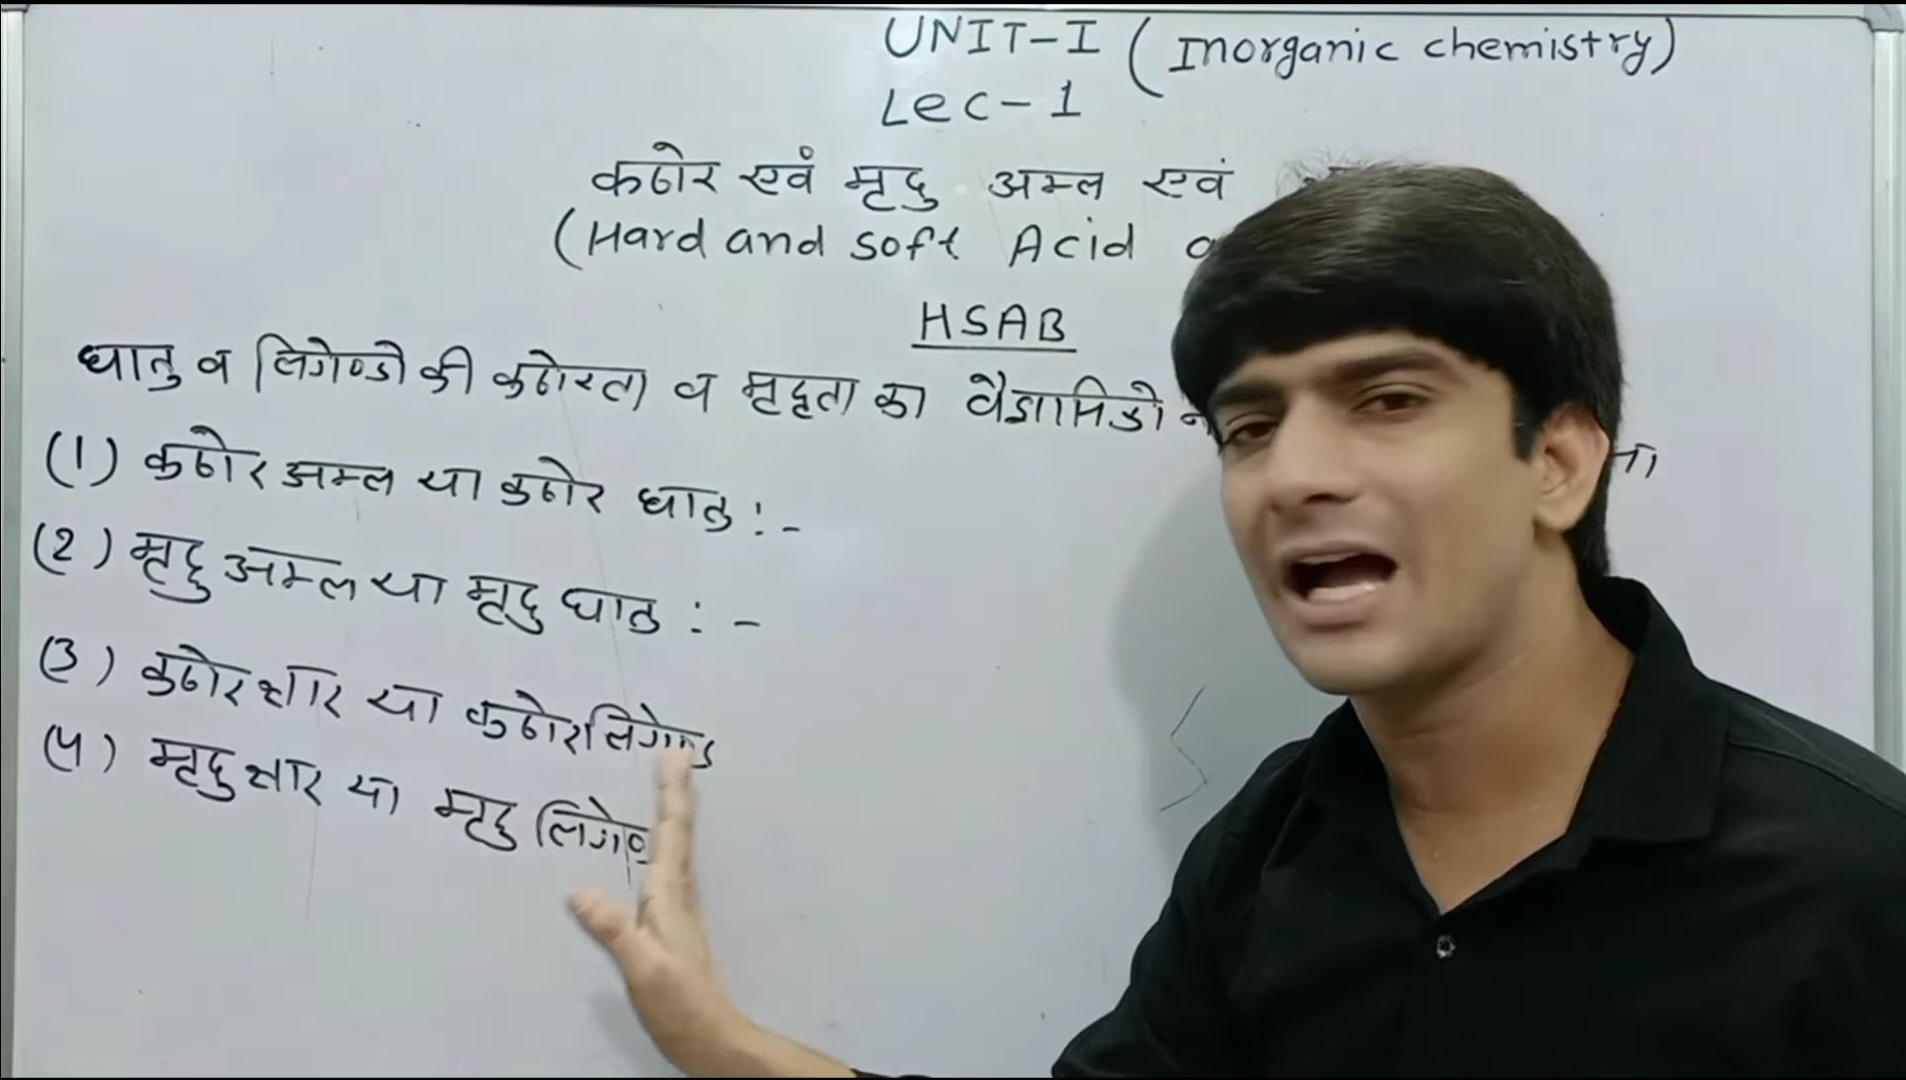 UNIT-I (Inorganic chemistry)
Lec-1
कठोर एवं मृदु अम्ल एवं
(Hard and Soft Acid
HSAB
धातु व लिगेण्डो की कठोरता व मृदुता का वैज्ञानिको
(1) कठोर अम्ल या कठोर धातु :-
(2) मृदु अम्ल या मृदु धातु : -
(3) कठोर क्षार या कठोर लिगेण्ड
(4) मृदु क्षार या मृदु